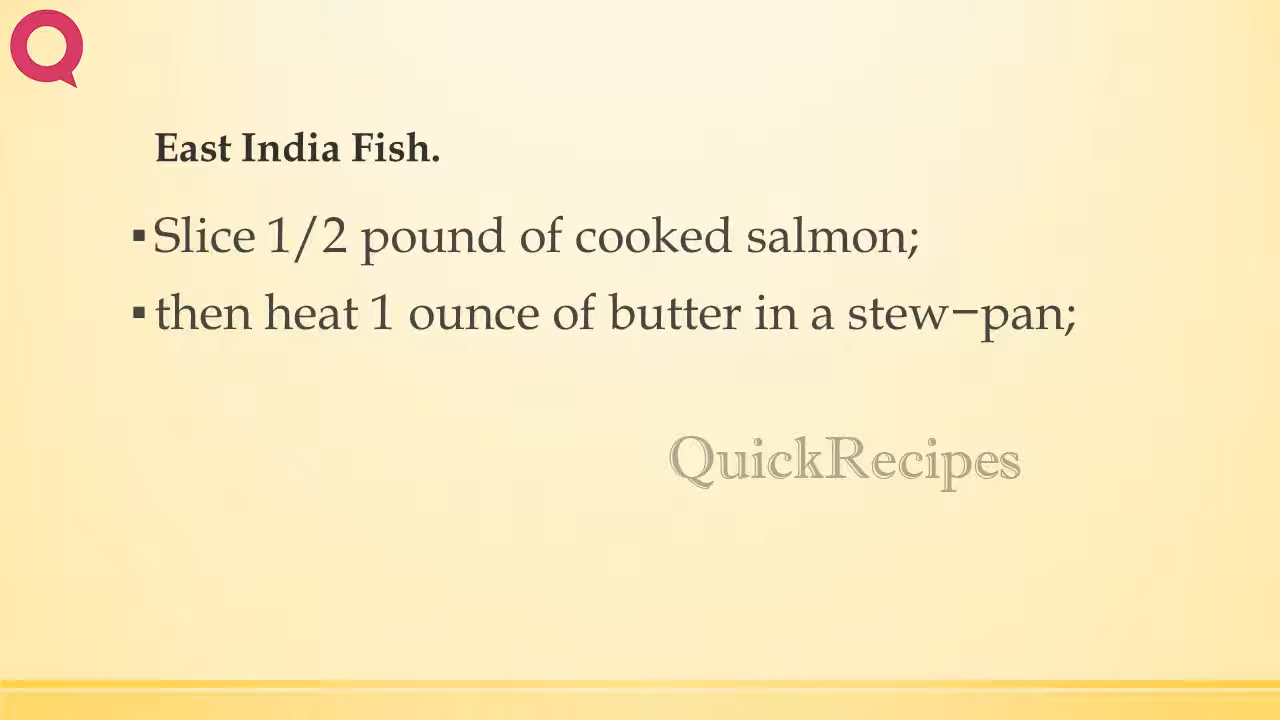 East India Fish.
▪Slice 1/2 pound of cooked salmon;
▪then heat 1 ounce of butter in a stew−pan;
QuickRecipes